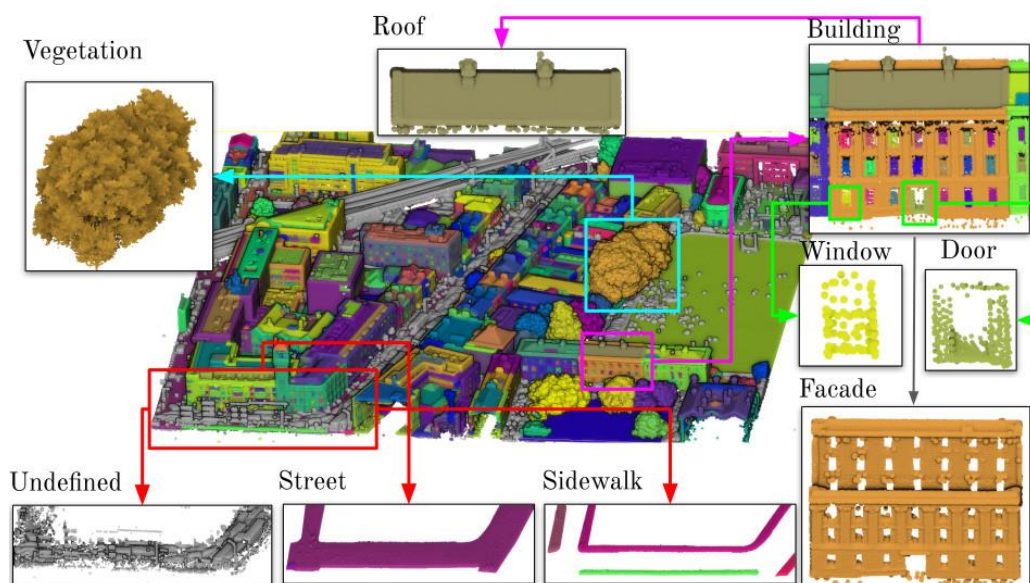 Roof
Building
Vegetation
Window
Door
Facade
Undefined
Street
Sidewalk